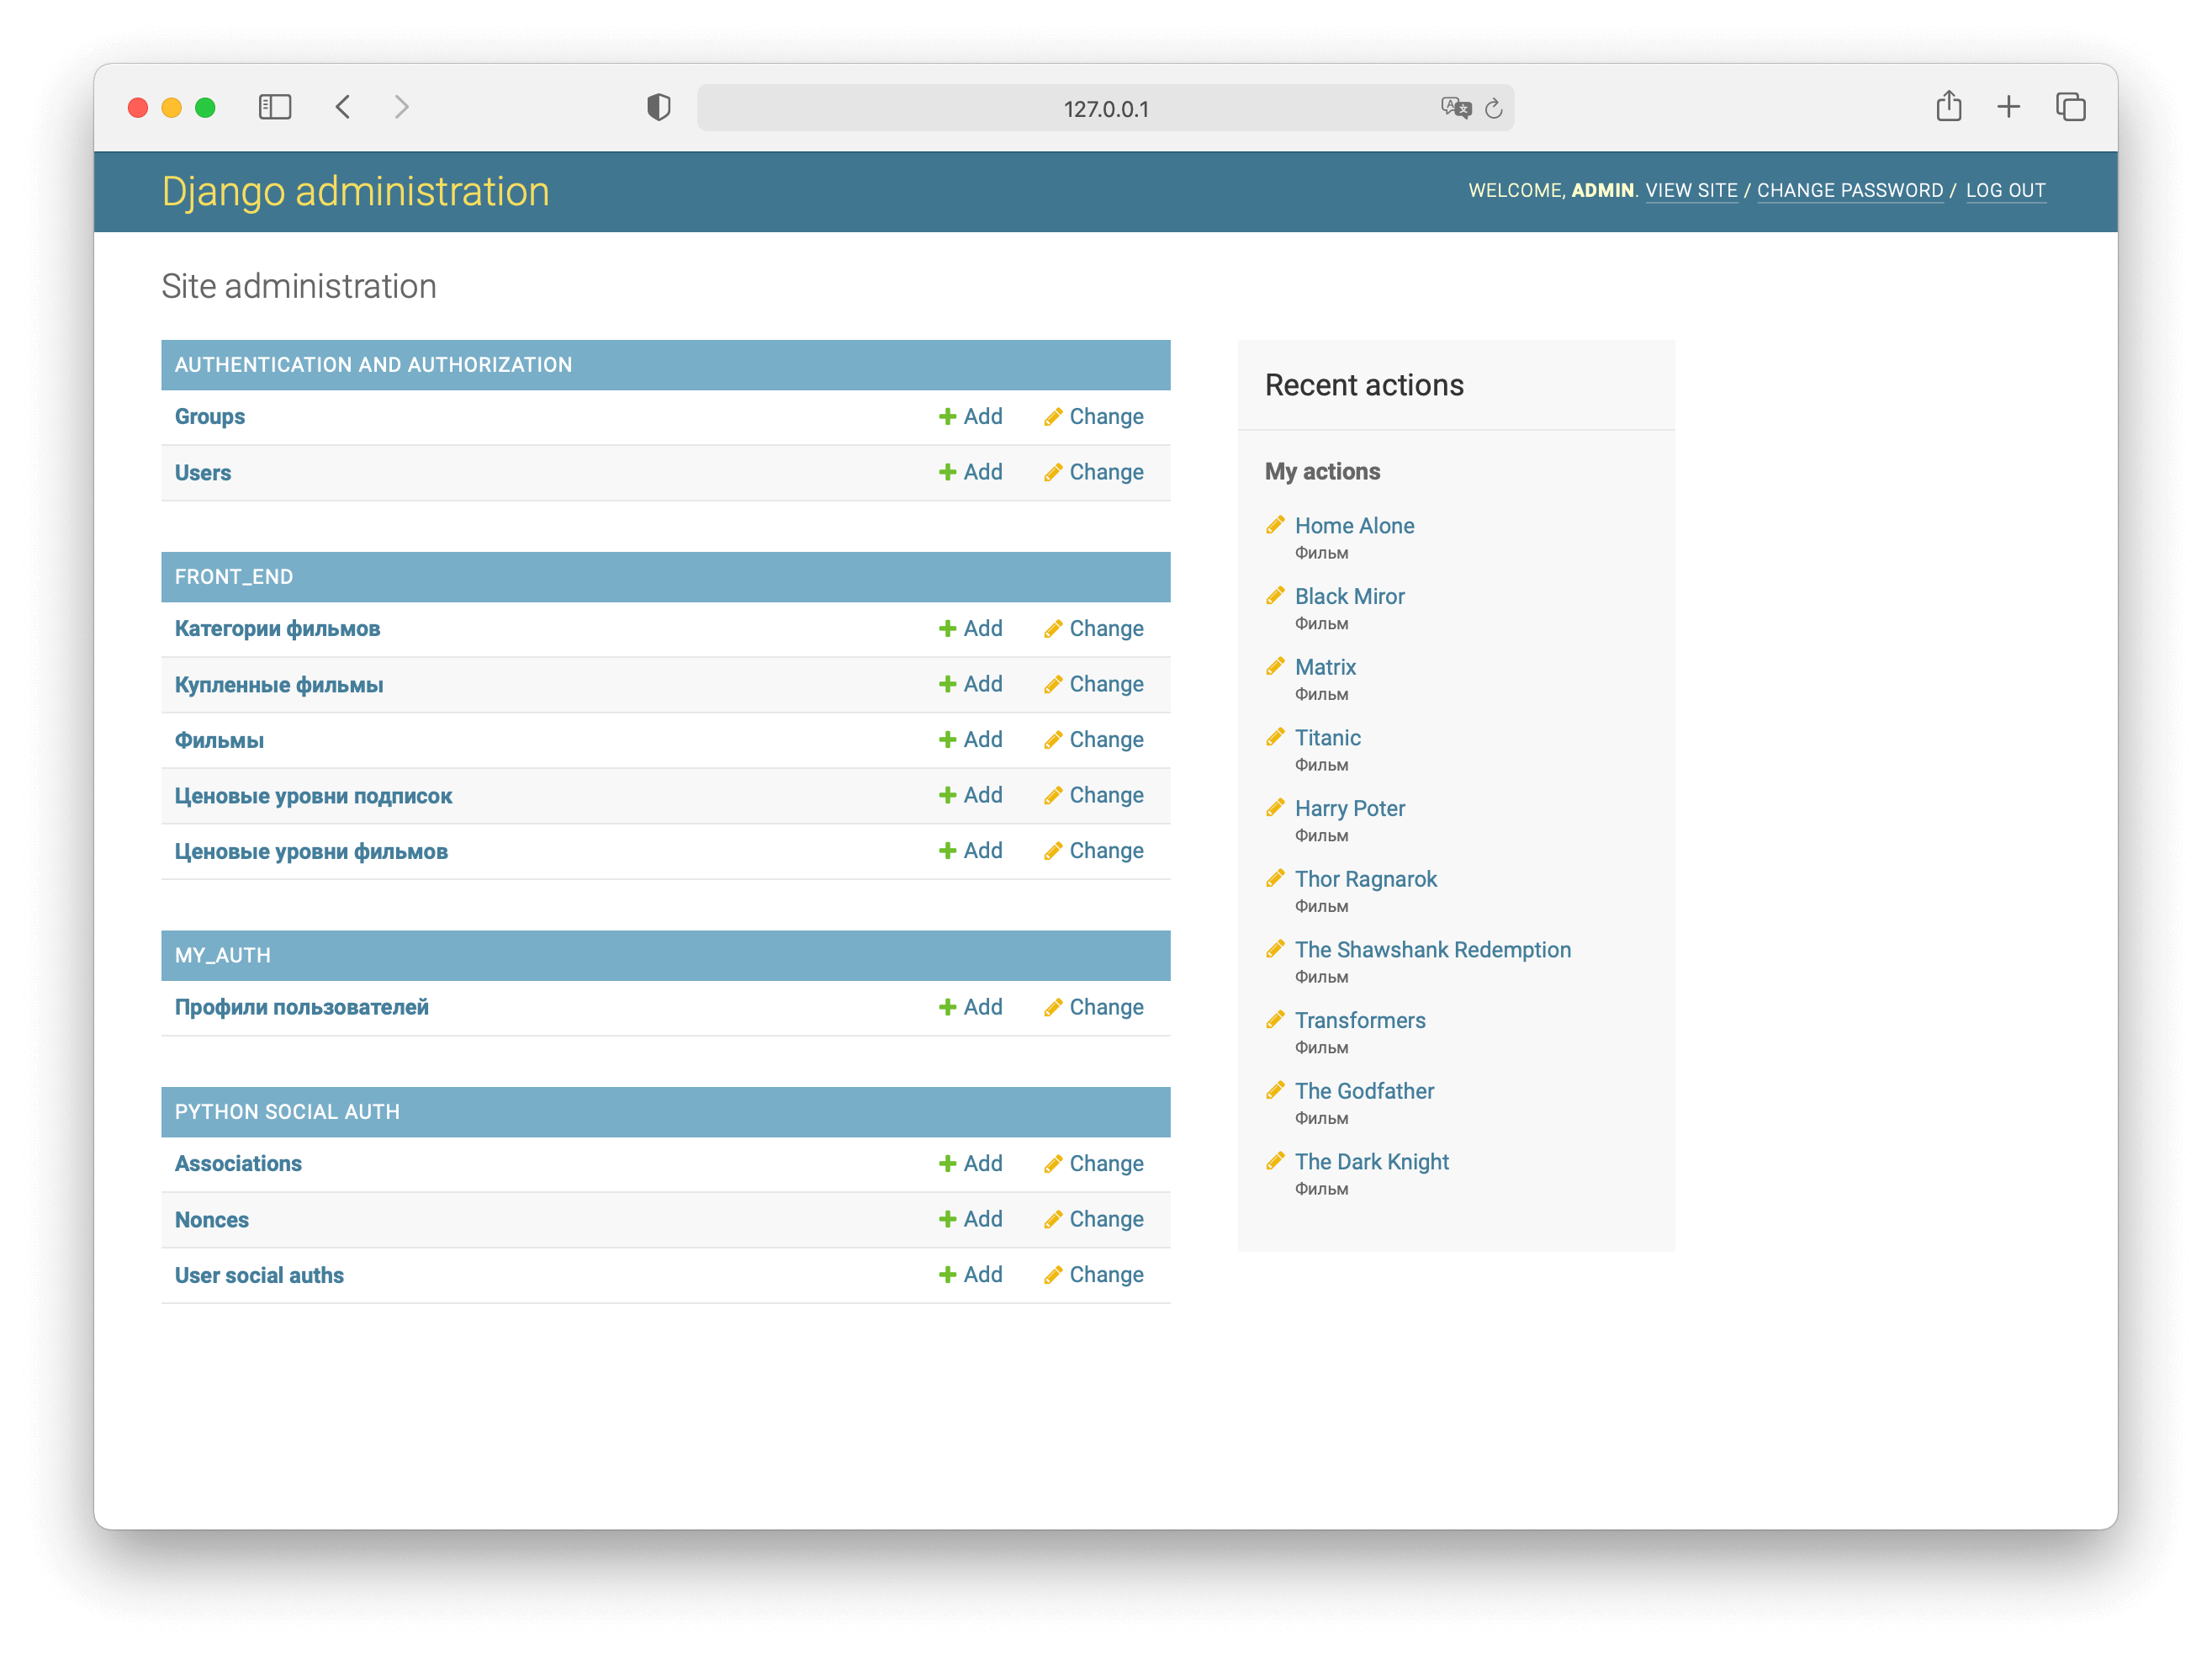 127.0.0.1
Django administration
WELCOME, ADMIN. VIEW SITE / CHANGE PASSWORD / LOG OUT
Site administration
AUTHENTICATION AND AUTHORIZATION
Groups Add Change
Users Add Change
FRONT_END
Категории фильмов Add Change
Купленные фильмы Add Change
Фильмы Add Change
Ценовые уровни подписок Add Change
Ценовые уровни фильмов Add Change
MY_AUTH
Профили пользователей Add Change
PYTHON SOCIAL AUTH
Associations Add Change
Nonces Add Change
User social auths Add Change
Recent actions
My actions
Home Alone
Фильм
Black Miror
Фильм
Matrix
Фильм
Titanic
Фильм
Harry Poter
Фильм
Thor Ragnarok
Фильм
The Shawshank Redemption
Фильм
Transformers
Фильм
The Godfather
Фильм
The Dark Knight
Фильм